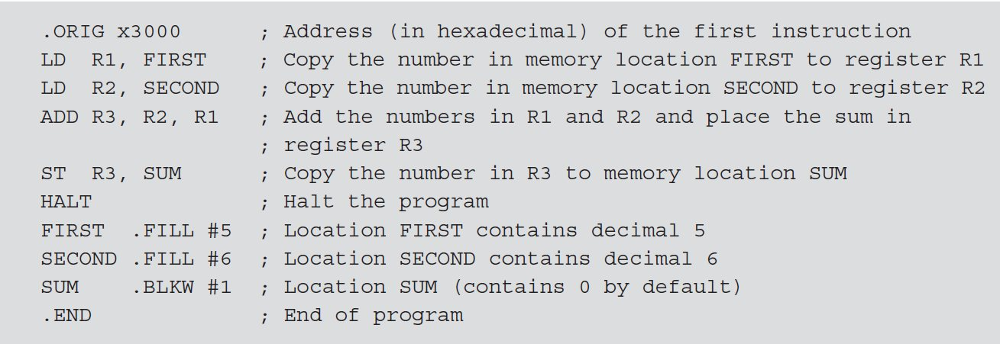 .ORIG x3000 ; Address (in hexadecimal) of the first instruction
LD R1, FIRST ; Copy the number in memory location FIRST to register R1
LD R2, SECOND ; Copy the number in memory location SECOND to register R2
ADD R3, R2, R1 ; Add the numbers in R1 and R2 and place the sum in
; register R3
ST R3, SUM ; Copy the number in R3 to memory location SUM
HALT ; Halt the program
FIRST .FILL #5 ; Location FIRST contains decimal 5
SECOND .FILL #6 ; Location SECOND contains decimal 6
SUM .BLKW #1 ; Location SUM (contains 0 by default)
.END ; End of program